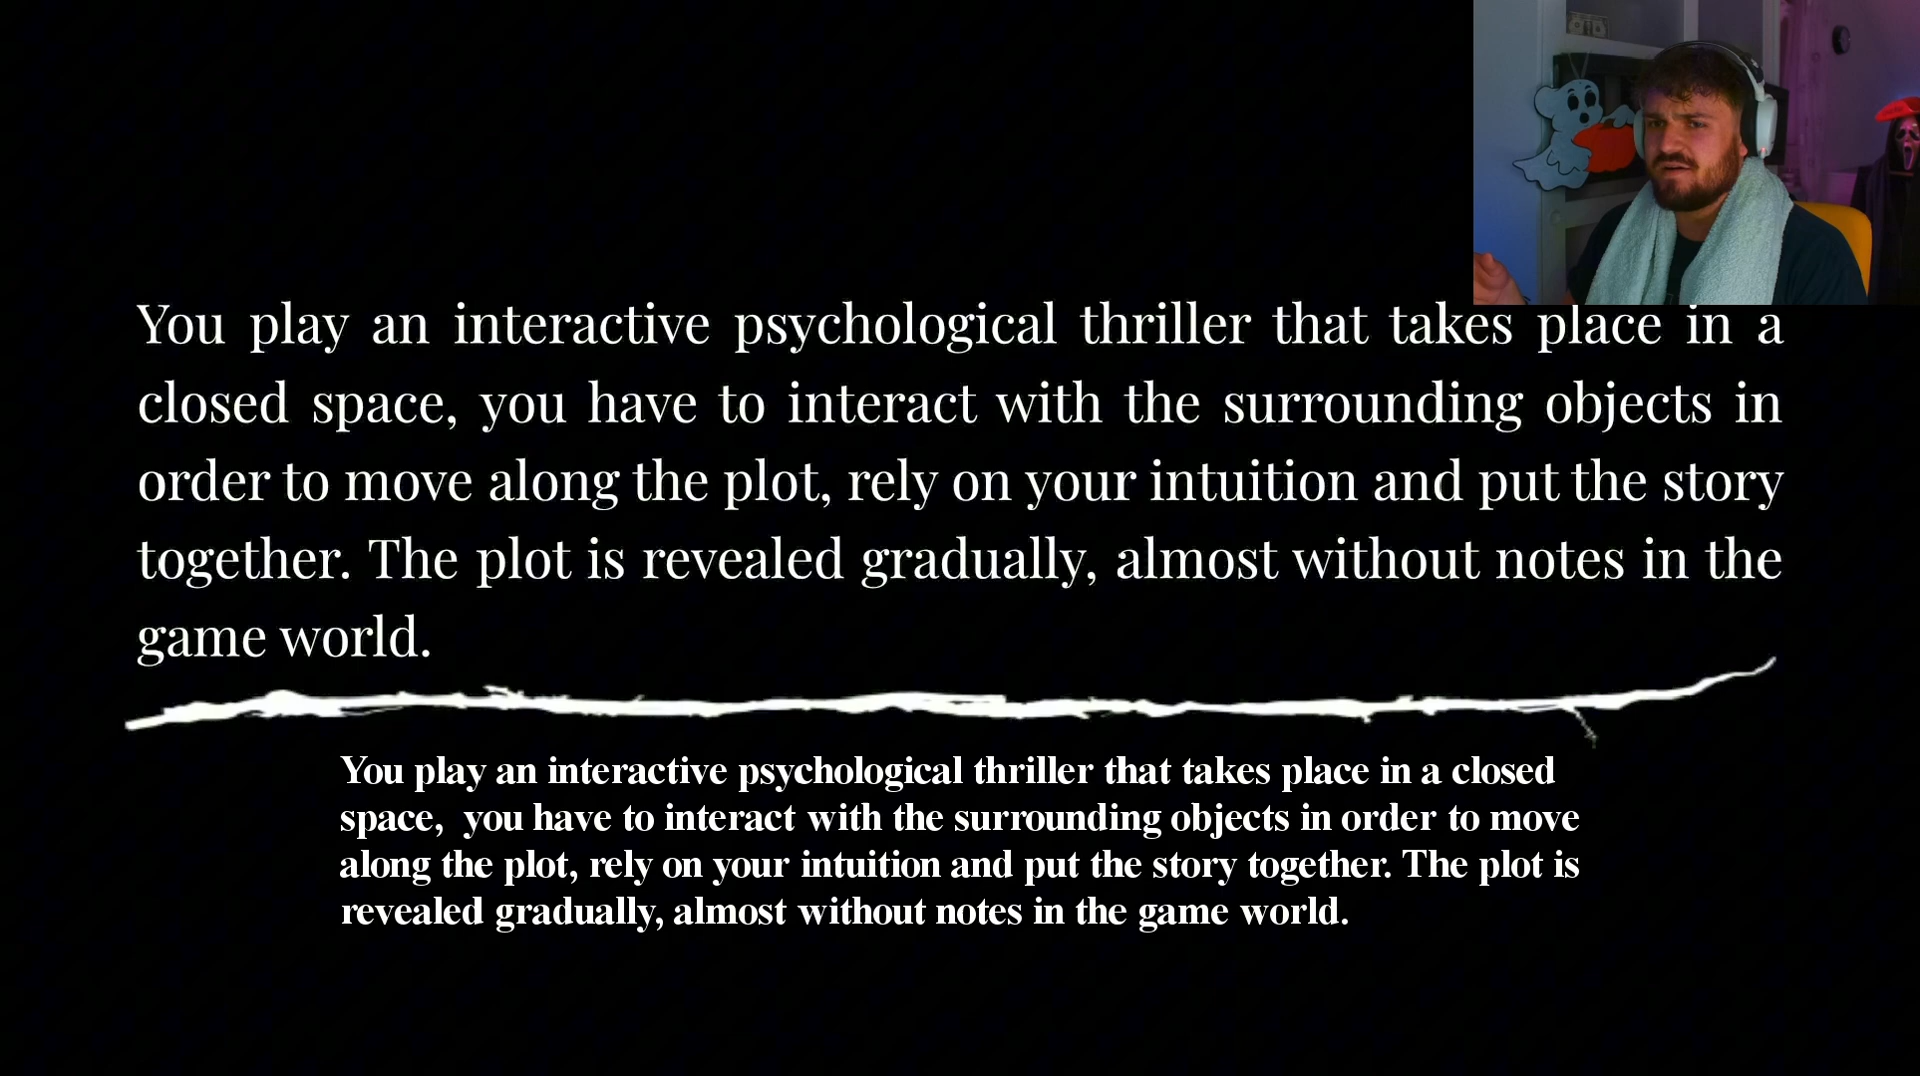 You play an interactive psychological thriller that takes place in a
closed space, you have to interact with the surrounding objects in
order to move along the plot, rely on your intuition and put the story
together. The plot is revealed gradually, almost without notes in the
game world.
You play an interactive psychological thriller that takes place in a closed
space,  you have to interact with the surrounding objects in order to move
along the plot, rely on your intuition and put the story together. The plot is
revealed gradually, almost without notes in the game world.